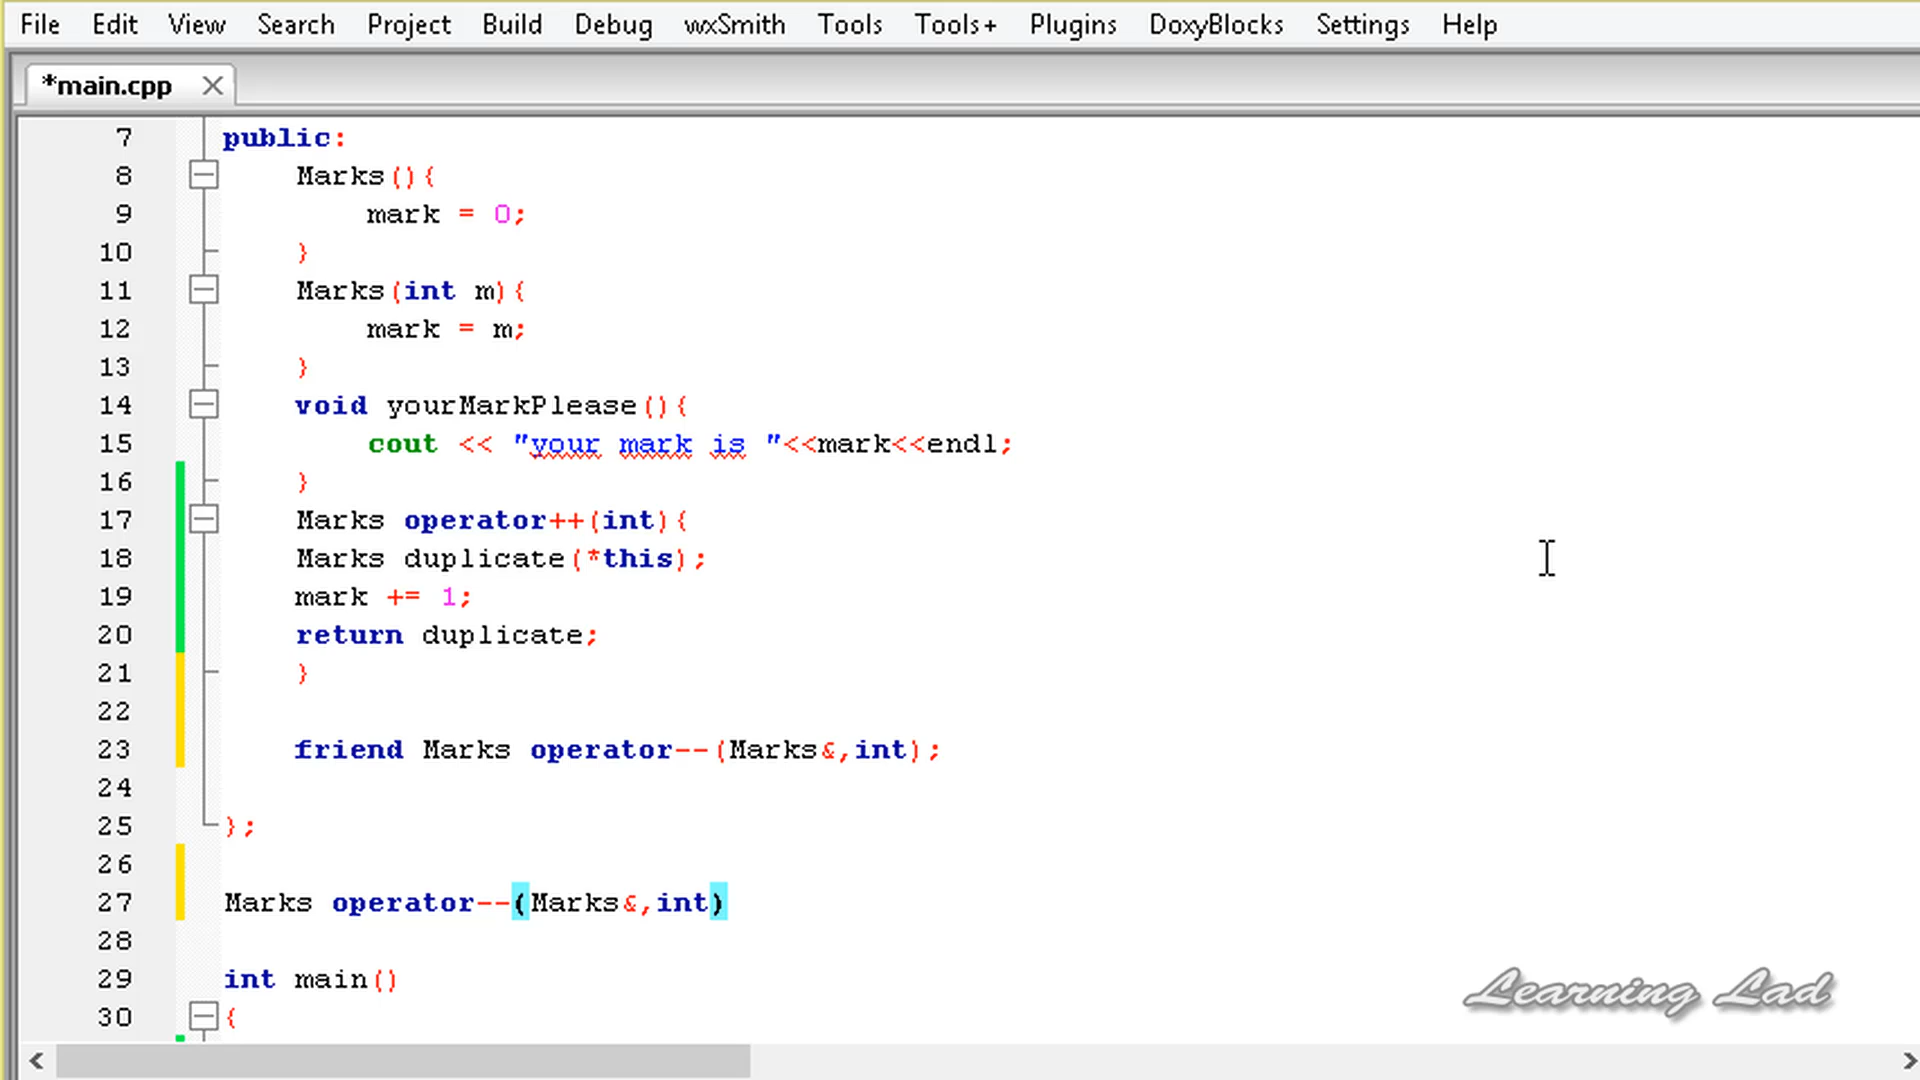 File Edit View Search Project Build Debug wxSmith Tools Tools+ Plugins DoxyBlocks Settings Help
*main.cpp
7 public:
8 Marks(){
9 mark = 0;
10 }
11 Marks(int m){
12 mark = m;
13 }
14 void yourMarkPlease(){
15 cout << "your mark is "<<mark<<endl;
16 }
17 Marks operator++(int){
18 Marks duplicate(*this);
19 mark += 1;
20 return duplicate;
21 }
22
23 friend Marks operator--(Marks&,int);
24
25 };
26
27 Marks operator--(Marks&,int)
28
29 int main()
30 {
Learning Lad